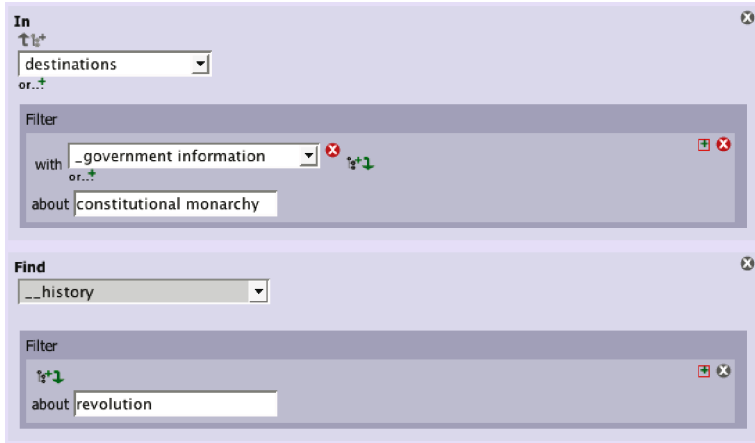 In
destinations
or..
Filter
with _government information
or..
about constitutional monarchy
Find
__history
Filter
about revolution